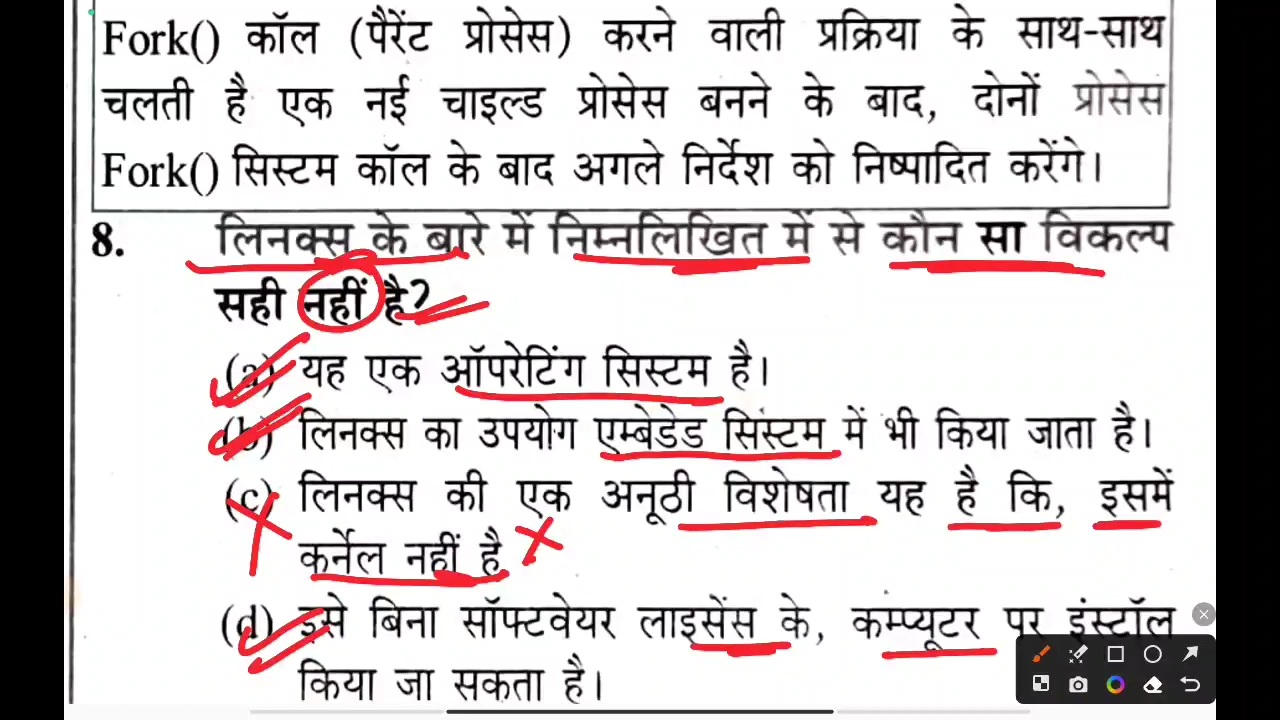 Fork() कॉल (पैरेंट प्रोसेस) करने वाली प्रक्रिया के साथ-साथ
चलती है एक नई चाइल्ड प्रोसेस बनने के बाद, दोनों प्रोसेस
Fork() सिस्टम कॉल के बाद अगले निर्देश को निष्पादित करेंगे।
8. लिनक्स के बारे में निम्नलिखित में से कौन सा विकल्प
सही नहीं है?
(a) यह एक ऑपरेटिंग सिस्टम है।
(b) लिनक्स का उपयोग एम्बेडेड सिस्टम में भी किया जाता है।
(c) लिनक्स की एक अनूठी विशेषता यह है कि, इसमें
कर्नेल नहीं है
(d) इसे बिना सॉफ्टवेयर लाइसेंस के, कम्प्यूटर पर इंस्टॉल
किया जा सकता है।